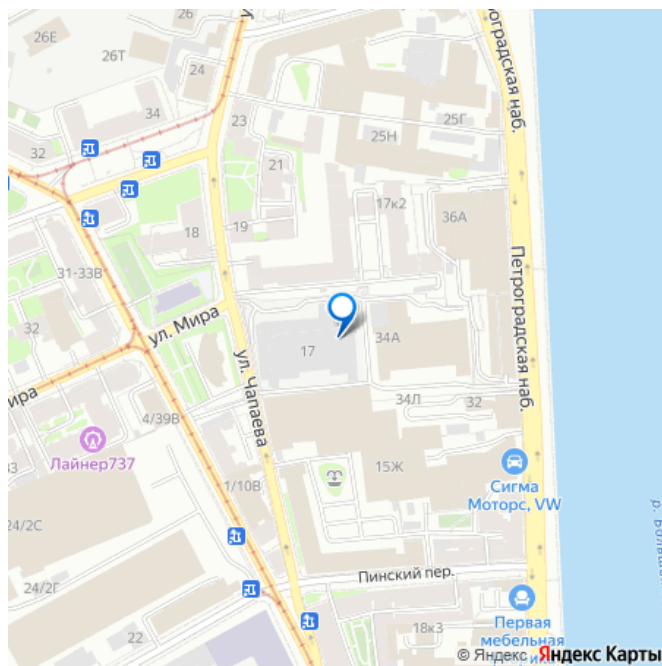 26Е
26Т
24
34
32
23
21
25Н
25Г
Петроградская наб.
17к2
36А
18
19
31-33В
32
ул. Мира
17
34А
Петроградская наб.
ул. Чапаева
4/39В
34Л
32
Лайнер737
15Ж
1/10В
Сигма
Моторс, VW
24/2С
24/2Г
Пинский пер.
22
18к3
Первая
мебельная
© Яндекс
Яндекс Карты